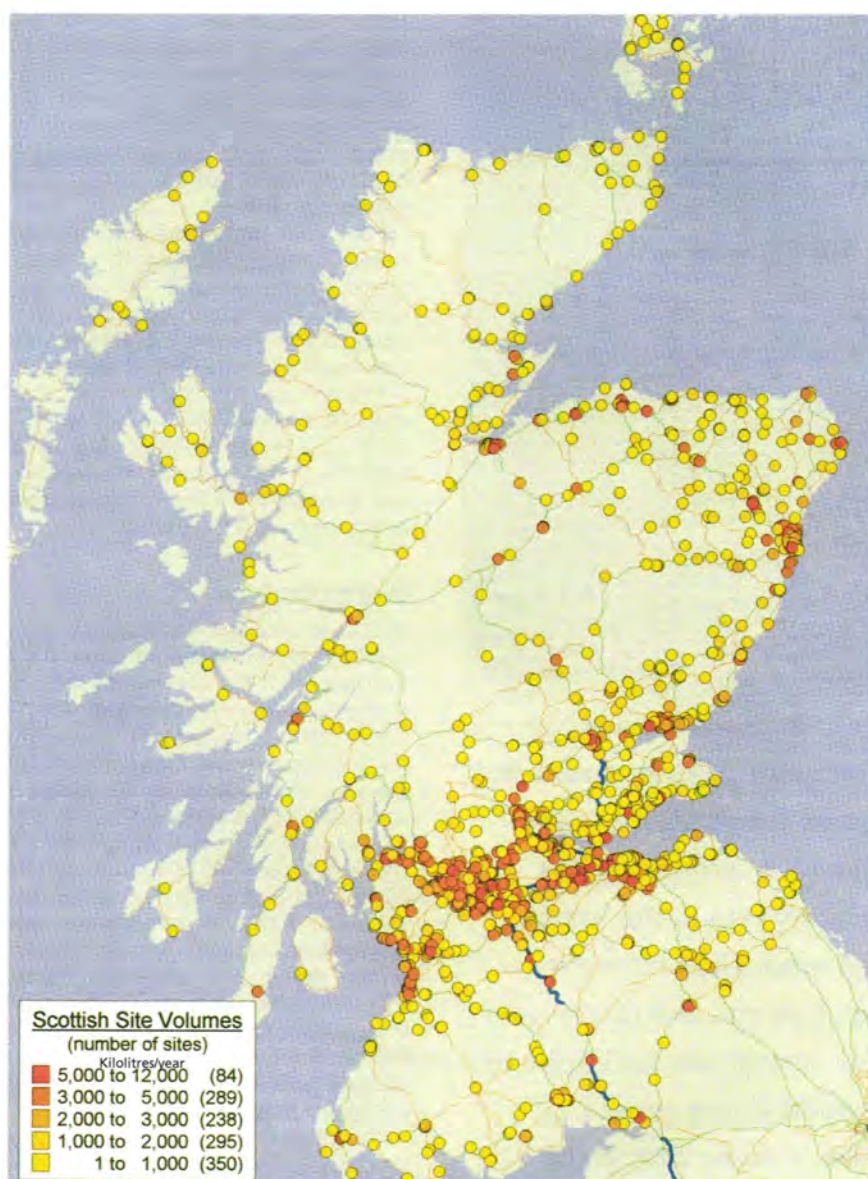 Scottish Site Volumes
(number of sites)
Kilolitres/year
5,000 to 12,000 (84)
3,000 to 5,000 (289)
2,000 to 3,000 (238)
1,000 to 2,000 (295)
1 to 1,000 (350)